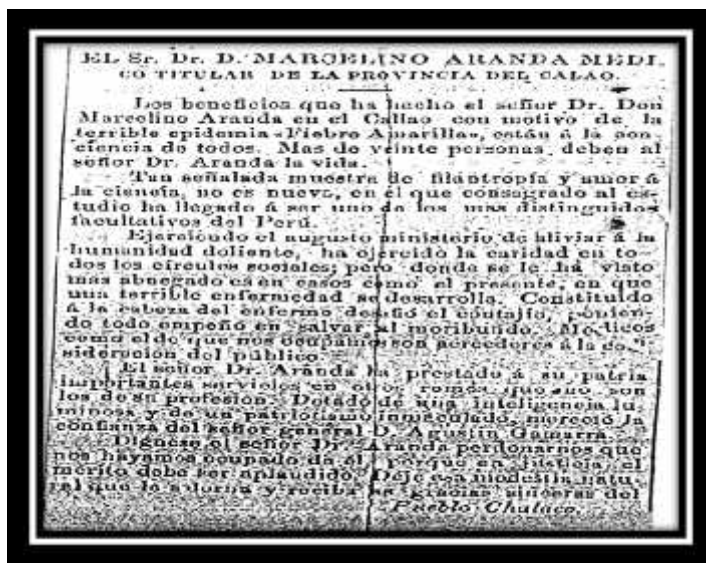 EL Sr. Dr. D. MARCELINO ARANDA MEDI.
CO TITULAR DE LA PROVINCIA DEL CALAO.
Los beneficios que ha hecho el señor Dr. Don
Marcelino Aranda en el Callao con motivo de la
terrible epidemia «Fiebre Amarilla», están á la con-
ciencia de todos. Mas de veinte personas deben al
señor Dr. Aranda la vida.
Tan señalada muestra de filantropía y amor á
la ciencia, no es nueva, en él que consagrado al es-
tudio ha llegado á ser uno de los mas distinguidos
facultativos del Perú.
Ejerciendo el augusto ministerio de aliviar á la
humanidad doliente, ha ejercido la caridad en to-
dos los círculos sociales; pero donde se le ha visto
mas abnegado es en casos como el presente, en que
una terrible enfermedad se desarrolla. Constituido
á la cabeza del enfermo desafió el contajio, ponien-
do todo empeño en salvar al moribundo. Médicos
como el de que nos ocupamos son acreedores á la co
sideracion del público.
El señor Dr. Aranda ha prestado á su patria
importantes servicios en otros que no son
los de su profesion. Dotado de una inteligencia lu
minosa y de un patriotismo inmaculado, mereció la
confianza del señor general D. Agustin Gamarra.
Dignese el señor Dr. Aranda perdonarnos que
nos hayamos ocupado de él porque en justicia, el
mérito debe ser aplaudido. Deje esa modestia natu
ral que le adorna y reciba las gracias sinceras del
Pueblo Chalaco.